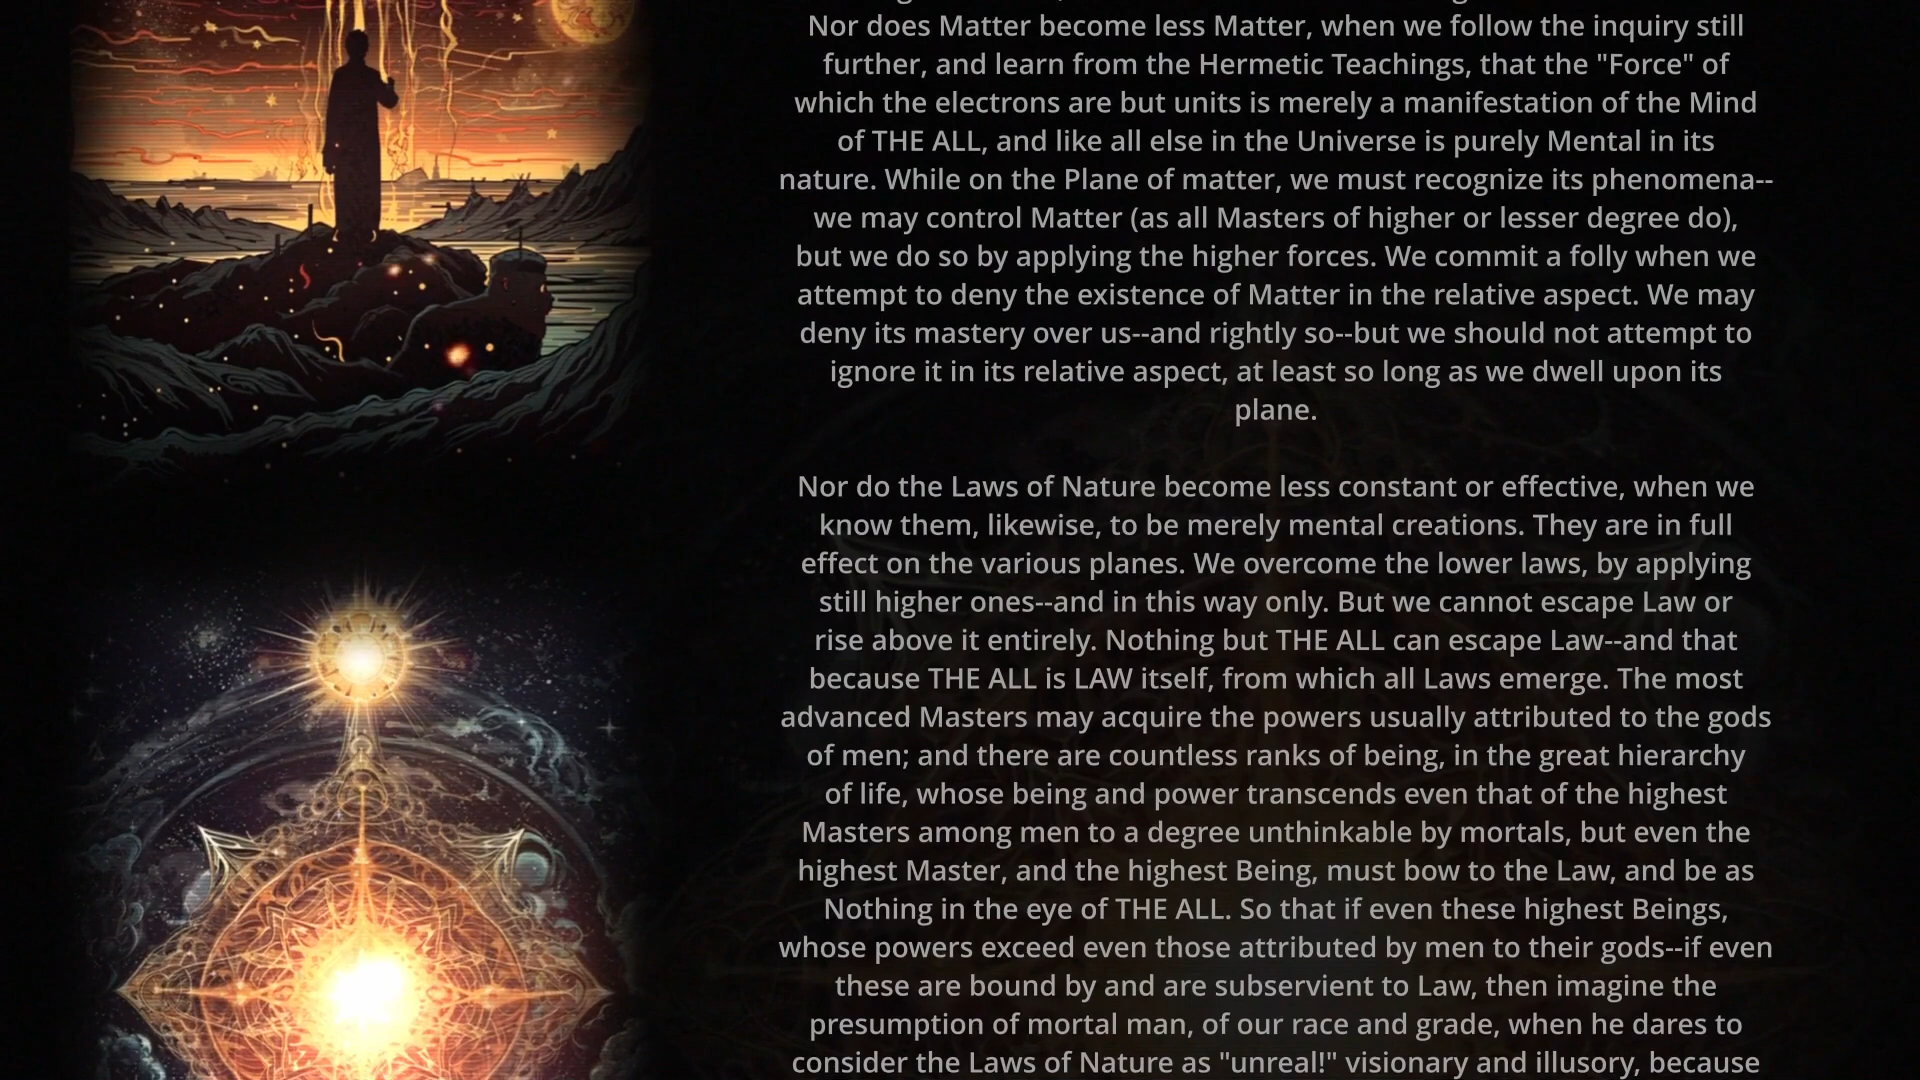 Nor does Matter become less Matter, when we follow the inquiry still
further, and learn from the Hermetic Teachings, that the "Force" of
which the electrons are but units is merely a manifestation of the Mind
of THE ALL, and like all else in the Universe is purely Mental in its
nature. While on the Plane of matter, we must recognize its phenomena--
we may control Matter (as all Masters of higher or lesser degree do),
but we do so by applying the higher forces. We commit a folly when we
attempt to deny the existence of Matter in the relative aspect. We may
deny its mastery over us--and rightly so--but we should not attempt to
ignore it in its relative aspect, at least so long as we dwell upon its
plane.
Nor do the Laws of Nature become less constant or effective, when we
know them, likewise, to be merely mental creations. They are in full
effect on the various planes. We overcome the lower laws, by applying
still higher ones--and in this way only. But we cannot escape Law or
rise above it entirely. Nothing but THE ALL can escape Law--and that
because THE ALL is LAW itself, from which all Laws emerge. The most
advanced Masters may acquire the powers usually attributed to the gods
of men; and there are countless ranks of being, in the great hierarchy
of life, whose being and power transcends even that of the highest
Masters among men to a degree unthinkable by mortals, but even the
highest Master, and the highest Being, must bow to the Law, and be as
Nothing in the eye of THE ALL. So that if even these highest Beings,
whose powers exceed even those attributed by men to their gods--if even
these are bound by and are subservient to Law, then imagine the
presumption of mortal man, of our race and grade, when he dares to
consider the Laws of Nature as "unreal!" visionary and illusory, because